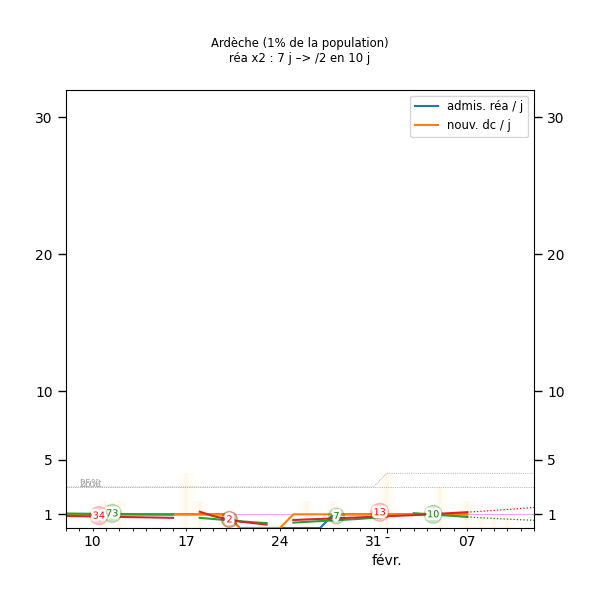 Ardèche (1% de la population)
réa x2 : 7 j –> /2 en 10 j
admis. réa / j
nouv. dc / j
30 30
20 20
10 10
5 5
1 1
34 73 2 7 13 10
10 17 24 31 - 07
févr.